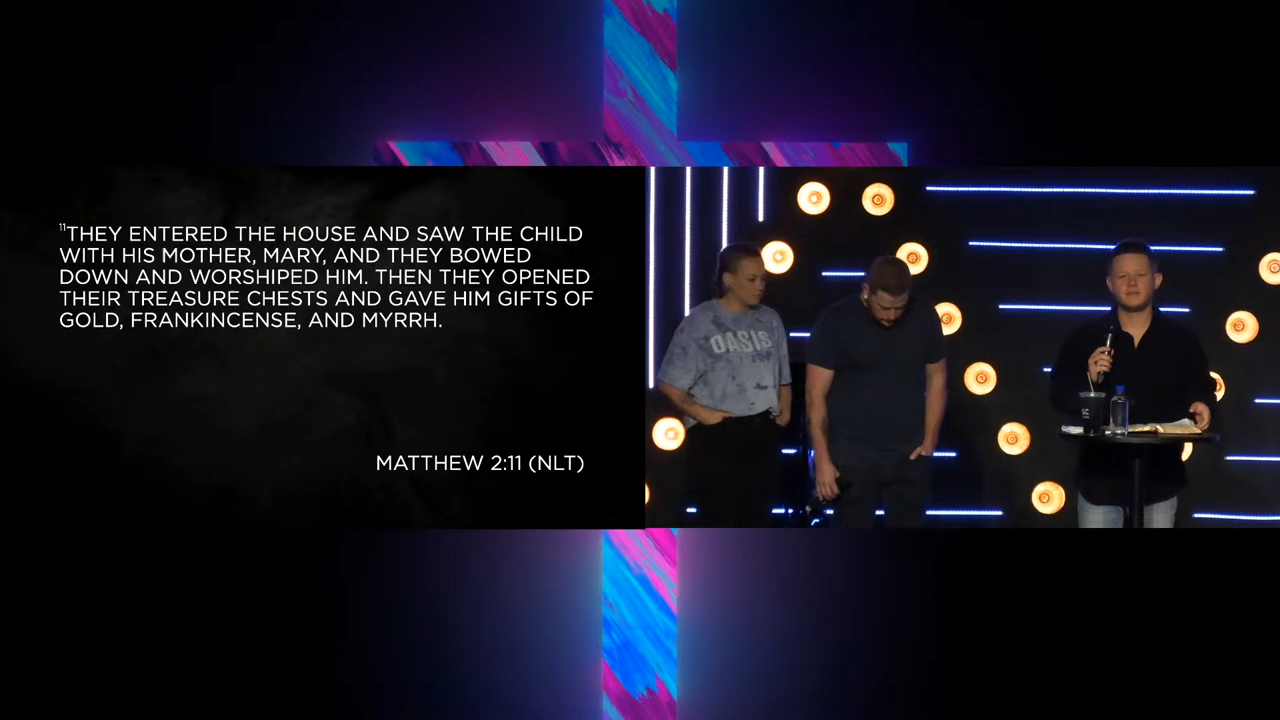 ¹¹THEY ENTERED THE HOUSE AND SAW THE CHILD
WITH HIS MOTHER, MARY, AND THEY BOWED
DOWN AND WORSHIPED HIM. THEN THEY OPENED
THEIR TREASURE CHESTS AND GAVE HIM GIFTS OF
GOLD, FRANKINCENSE, AND MYRRH.
MATTHEW 2:11 (NLT)
OASIS